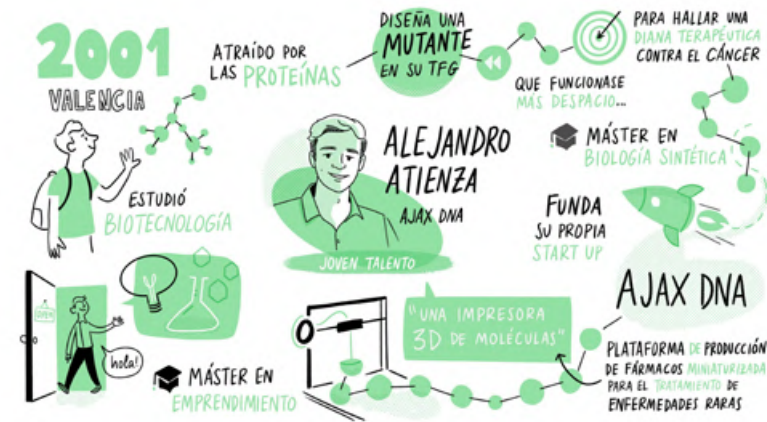 2001
VALENCIA
ESTUDIÓ
BIOTECNOLOGÍA
ATRAÍDO POR
LAS PROTEÍNAS
DISEÑA UNA
MUTANTE
EN SU TFG
QUE FUNCIONASE
MÁS DESPACIO...
PARA HALLAR UNA
DIANA TERAPÉUTICA
CONTRA EL CÁNCER
MÁSTER EN
BIOLOGÍA SINTÉTICA
ALEJANDRO
ATIENZA
AJAX DNA
JOVEN TALENTO
FUNDA
SU PROPIA
START UP
OPEN
hola!
MÁSTER EN
EMPRENDIMIENTO
"UNA IMPRESORA
3D DE MOLÉCULAS"
AJAX DNA
PLATAFORMA DE PRODUCCIÓN
DE FÁRMACOS MINIATURIZADA
PARA EL TRATAMIENTO DE
ENFERMEDADES RARAS